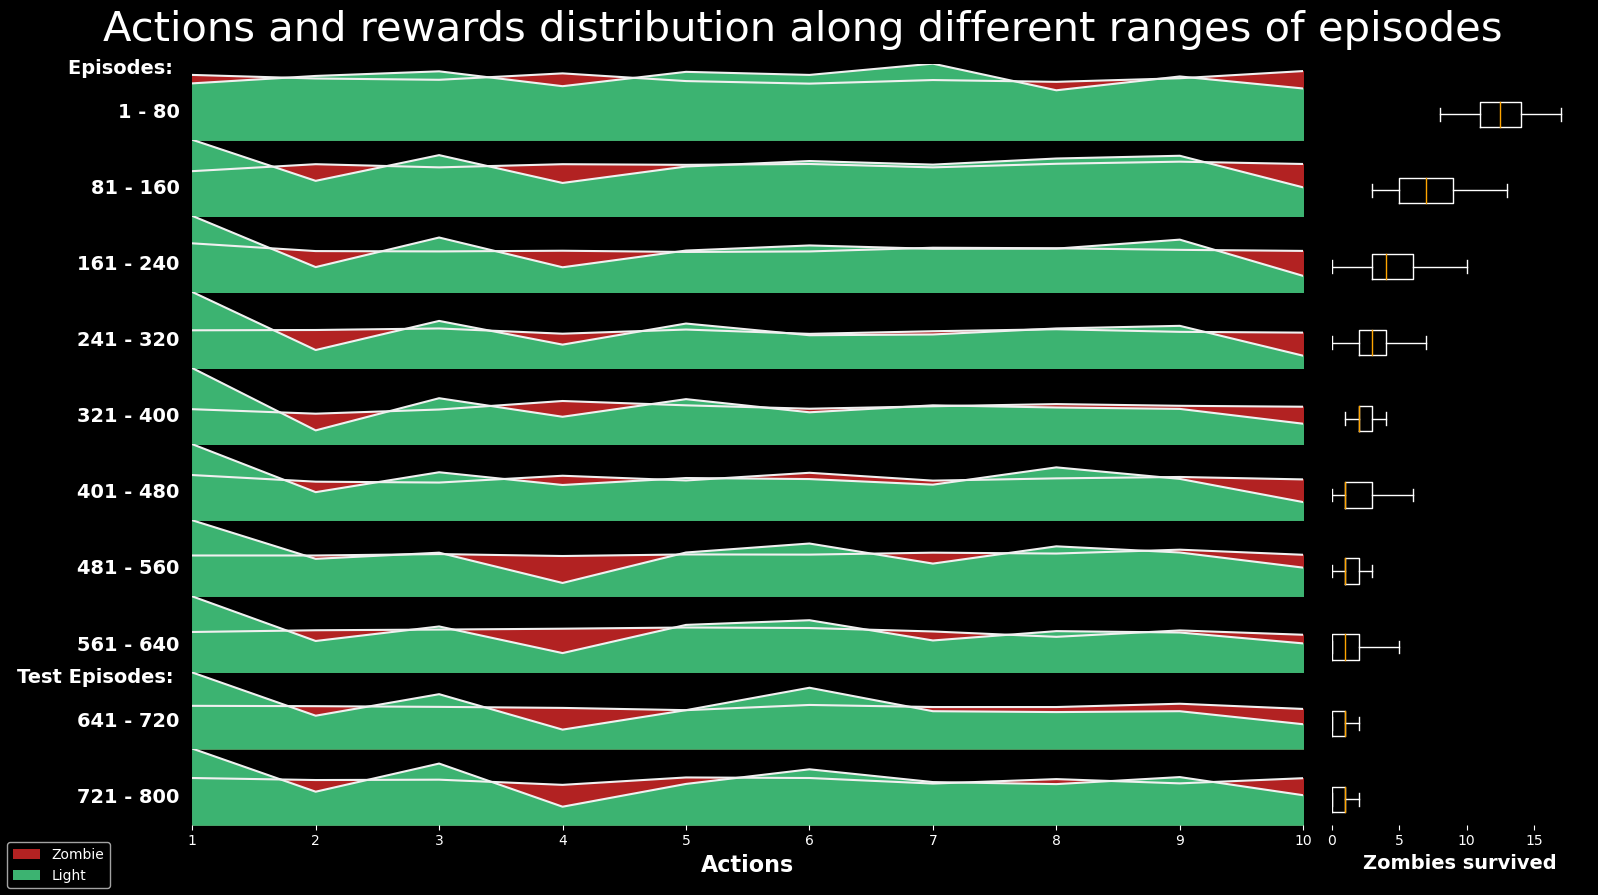 Actions and rewards distribution along different ranges of episodes
Episodes:
1 - 80
81 - 160
161 - 240
241 - 320
321 - 400
401 - 480
481 - 560
561 - 640
Test Episodes:
641 - 720
721 - 800
1 2 3 4 5 6 7 8 9 10
0 5 10 15
Actions
Zombies survived
Zombie
Light